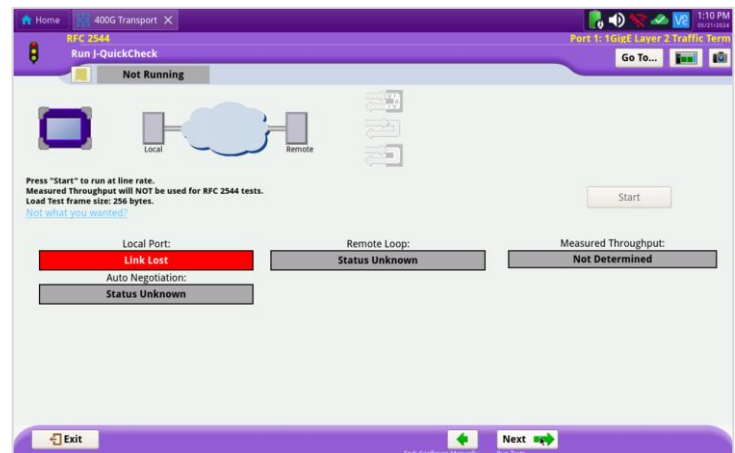 Home
400G Transport
1:10 PM
05/21/2024
RFC 2544
Port 1: 1GigE Layer 2 Traffic Term
Run J-QuickCheck
Go To...
Not Running
Local
Remote
Press "Start" to run at line rate.
Measured Throughput will NOT be used for RFC 2544 tests.
Load Test frame size: 256 bytes.
Not what you wanted?
Start
Local Port:
Remote Loop:
Measured Throughput:
Link Lost
Status Unknown
Not Determined
Auto Negotiation:
Status Unknown
Exit
Next